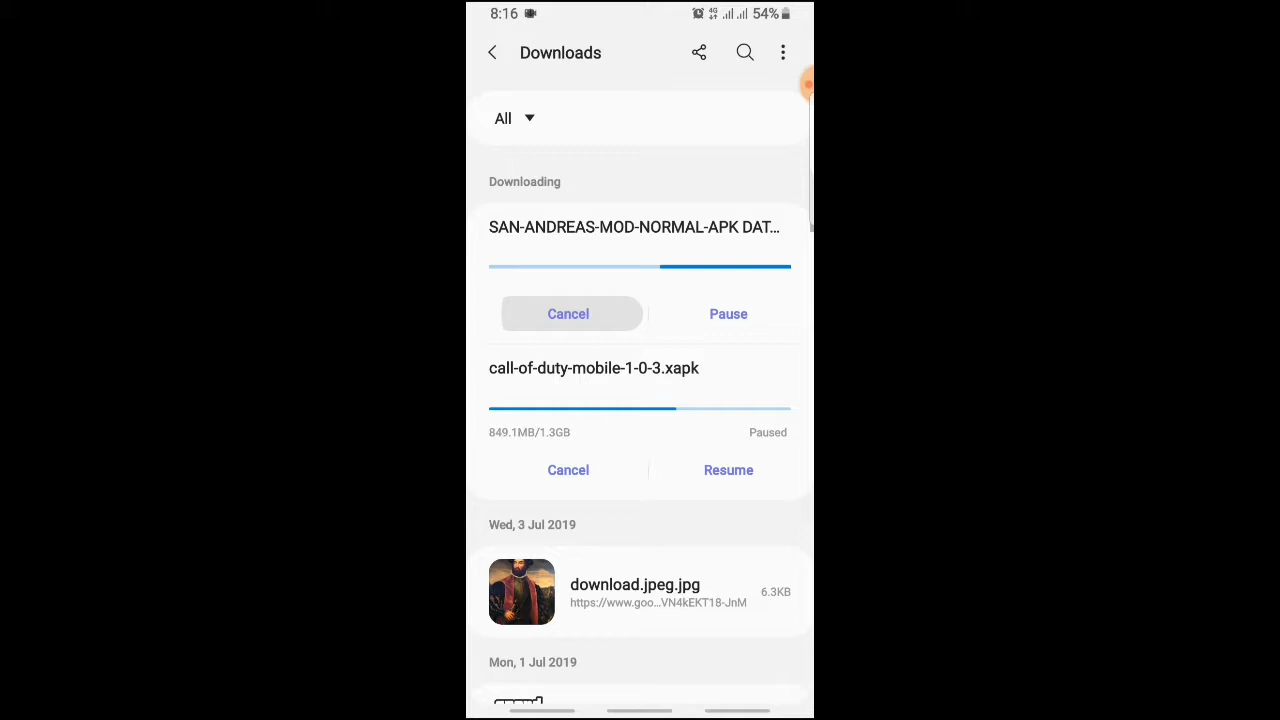 8:16 4G 54%
Downloads
All
Downloading
SAN-ANDREAS-MOD-NORMAL-APK DAT...
Cancel Pause
call-of-duty-mobile-1-0-3.xapk
849.1MB/1.3GB Paused
Cancel Resume
Wed, 3 Jul 2019
download.jpeg.jpg
6.3KB
https://www.goo...VN4kEKT18-JnM
Mon, 1 Jul 2019